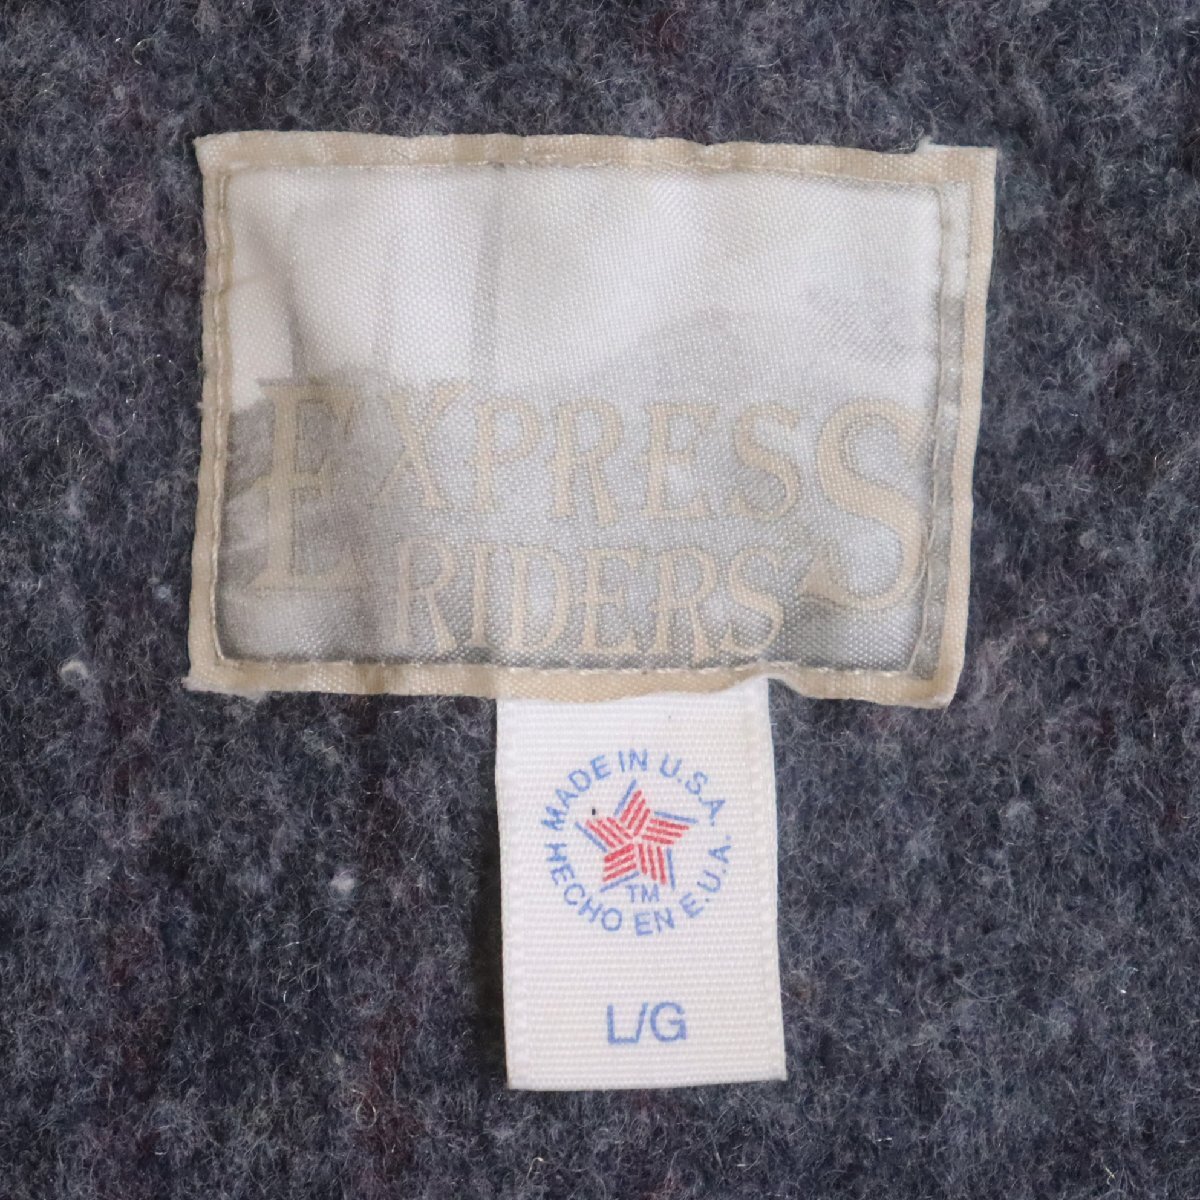 EXPRESS
RIDERS
MADE IN U.S.A.
HECHO EN E.U.A.
TM
L/G